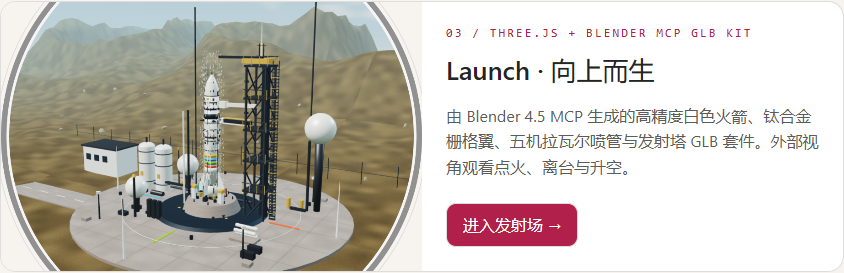 03 / THREE.JS + BLENDER MCP GLB KIT
Launch · 向上而生
由 Blender 4.5 MCP 生成的高精度白色火箭、钛合金
栅格翼、五机拉瓦尔喷管与发射塔 GLB 套件。外部视
角观看点火、离台与升空。
进入发射场 →